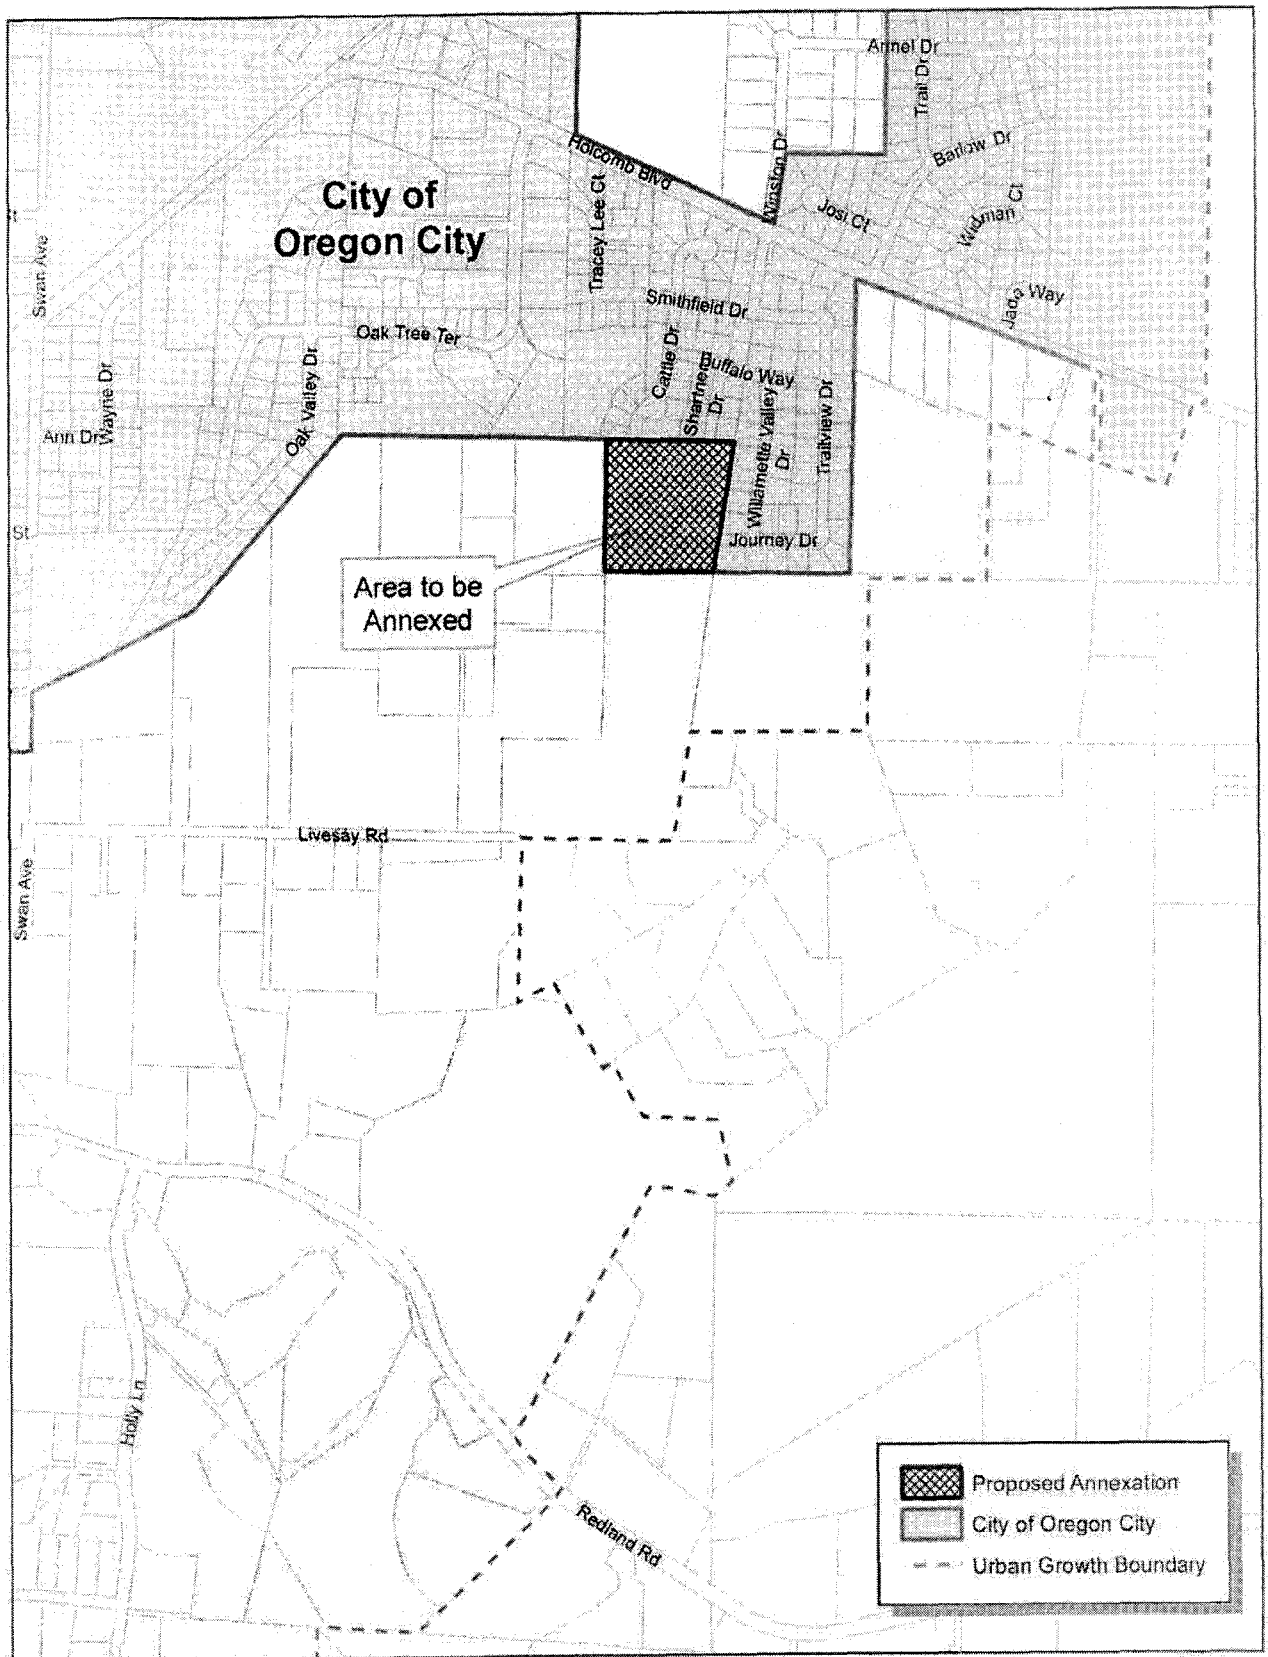 Annel Dr
Trail Dr
Barlow Dr
Holcomb Blvd
Winston Dr
City of
Oregon City
Tracey Lee Ct
Josi Ct
Widman
Ct
St
Swan Ave
Smithfield Dr
Jada Way
Oak Tree Ter
Cattle Dr
Buffalo Way
Dr
Wayne Dr
Oak Valley Dr
Ann Dr
Willamette Valley
Dr
Trailview Dr
St
Journey Dr
Area to be
Annexed
Livesay Rd
Swan Ave
Holly Ln
Redland Rd
Proposed Annexation
City of Oregon City
Urban Growth Boundary